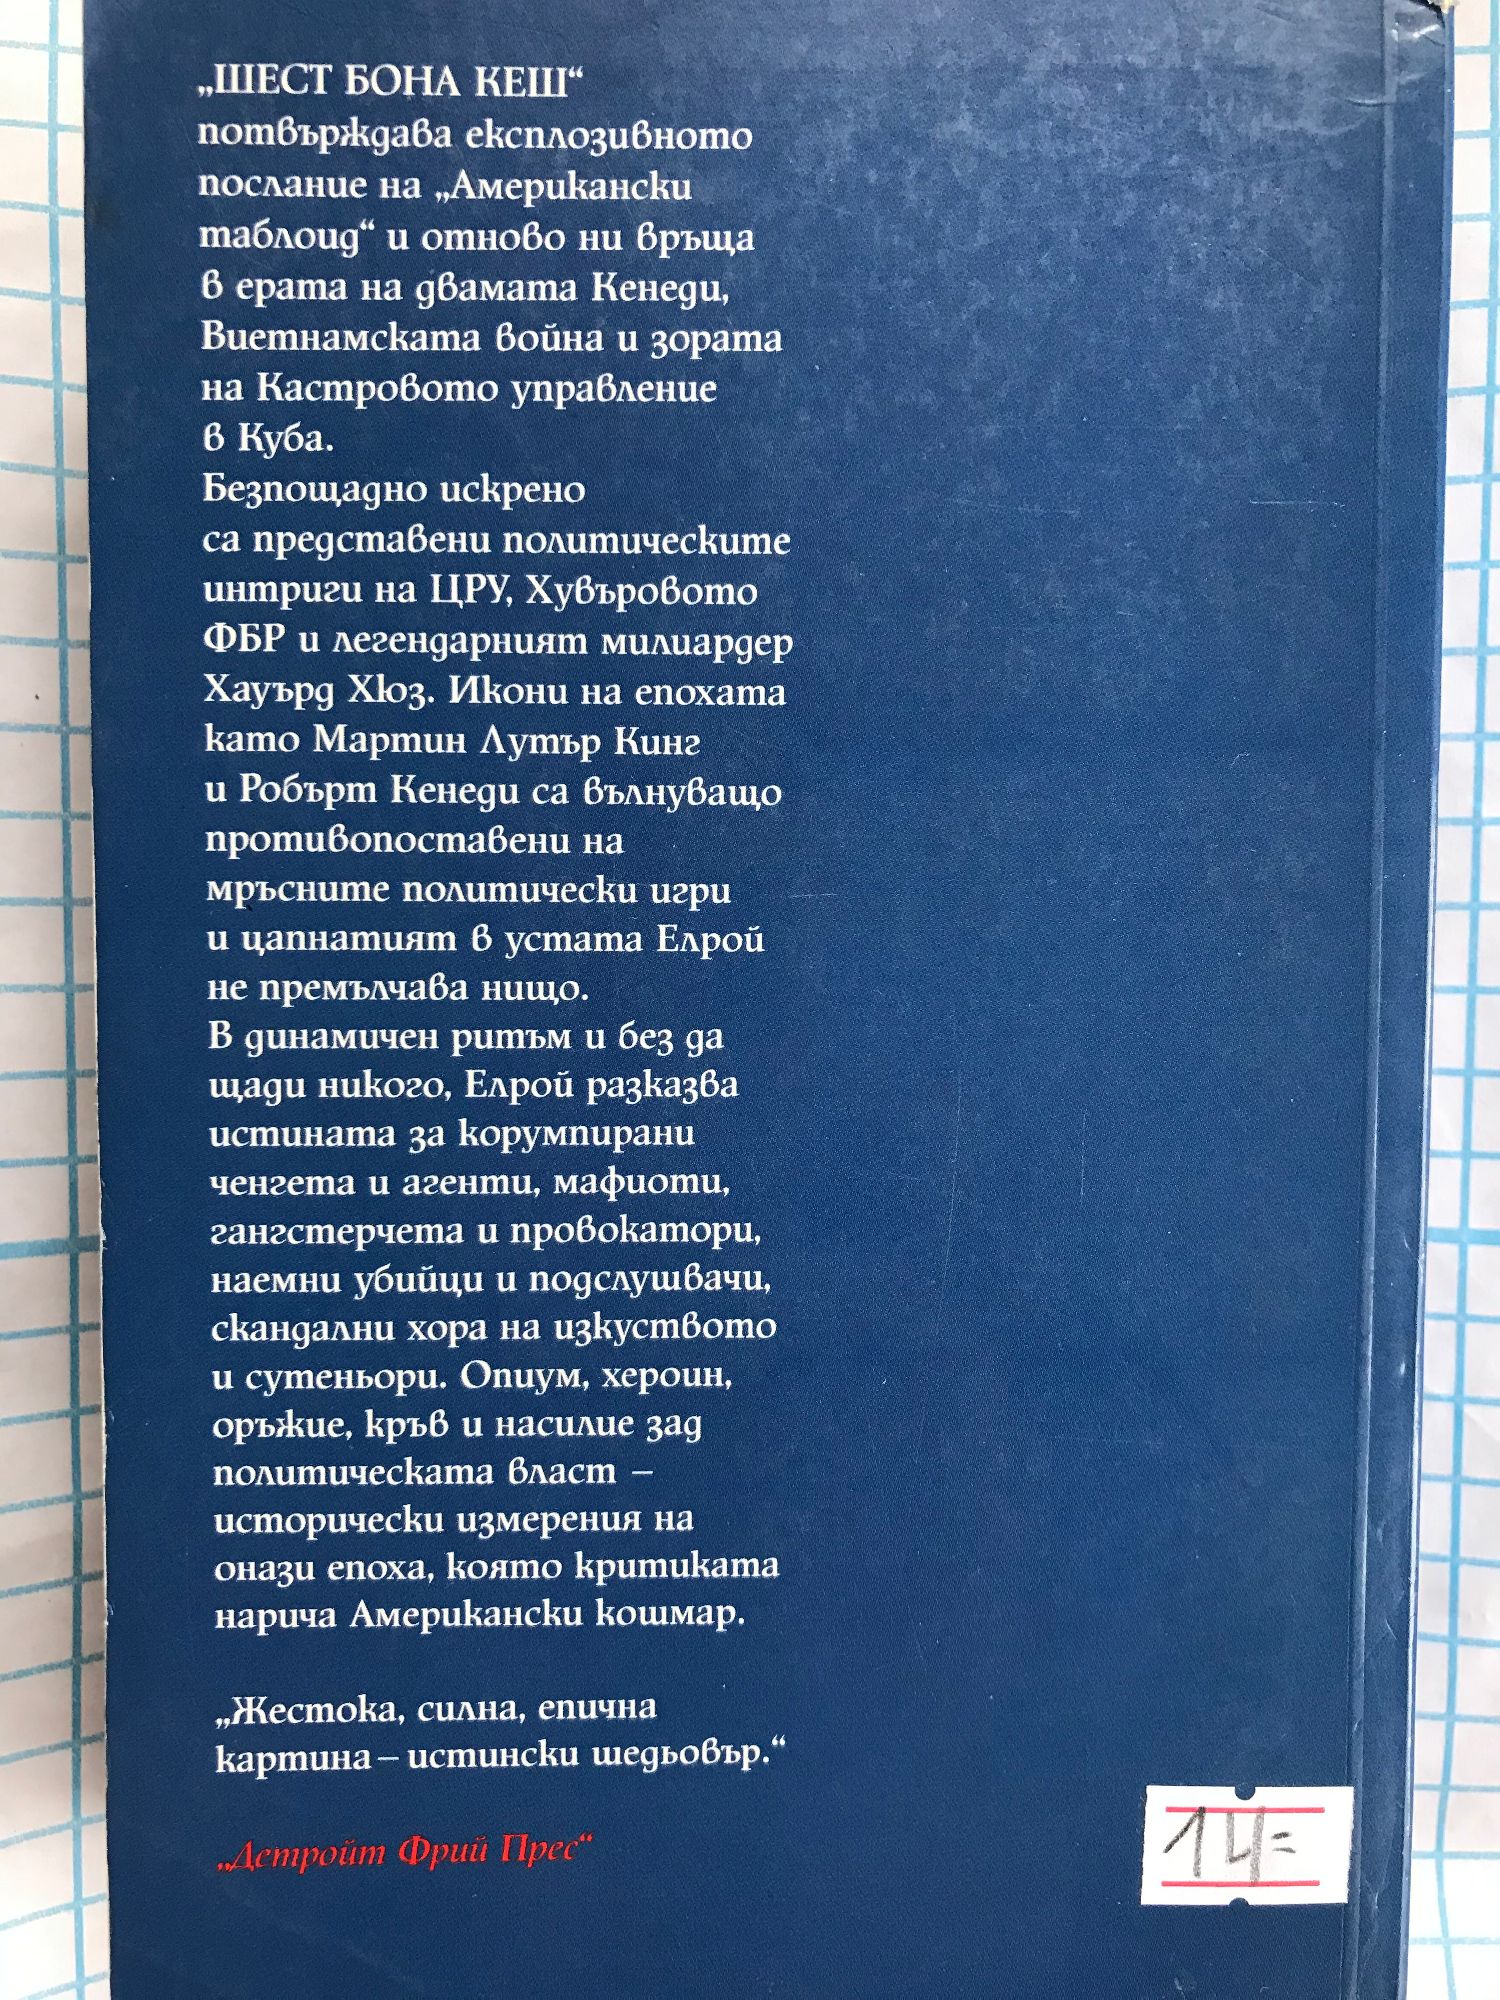 „ШЕСТ БОНА КЕШ“
потвърждава експлозивното
послание на „Американски
таблоид“ и отново ни връща
в ерата на двамата Кенеди,
Виетнамската война и зората
на Кастровото управление
в Куба.
Безпощадно искрено
са представени политическите
интриги на ЦРУ, Хувъровото
ФБР и легендарният милиардер
Хауърд Хюз. Икони на епохата
като Мартин Лутър Кинг
и Робърт Кенеди са вълнуващо
противопоставени на
мръсните политически игри
и цапнатият в устата Елрой
не премълчава нищо.
В динамичен ритъм и без да
щади никого, Елрой разказва
истината за корумпирани
ченгета и агенти, мафиоти,
гангстерчета и провокатори,
наемни убийци и подслушвачи,
скандални хора на изкуството
и сутеньори. Опиум, хероин,
оръжие, кръв и насилие зад
политическата власт –
исторически измерения на
онази епоха, която критиката
нарича Американски кошмар.
„Жестока, силна, епична
картина – истински шедьовър.“
„Детройт Фрий Прес“
14=